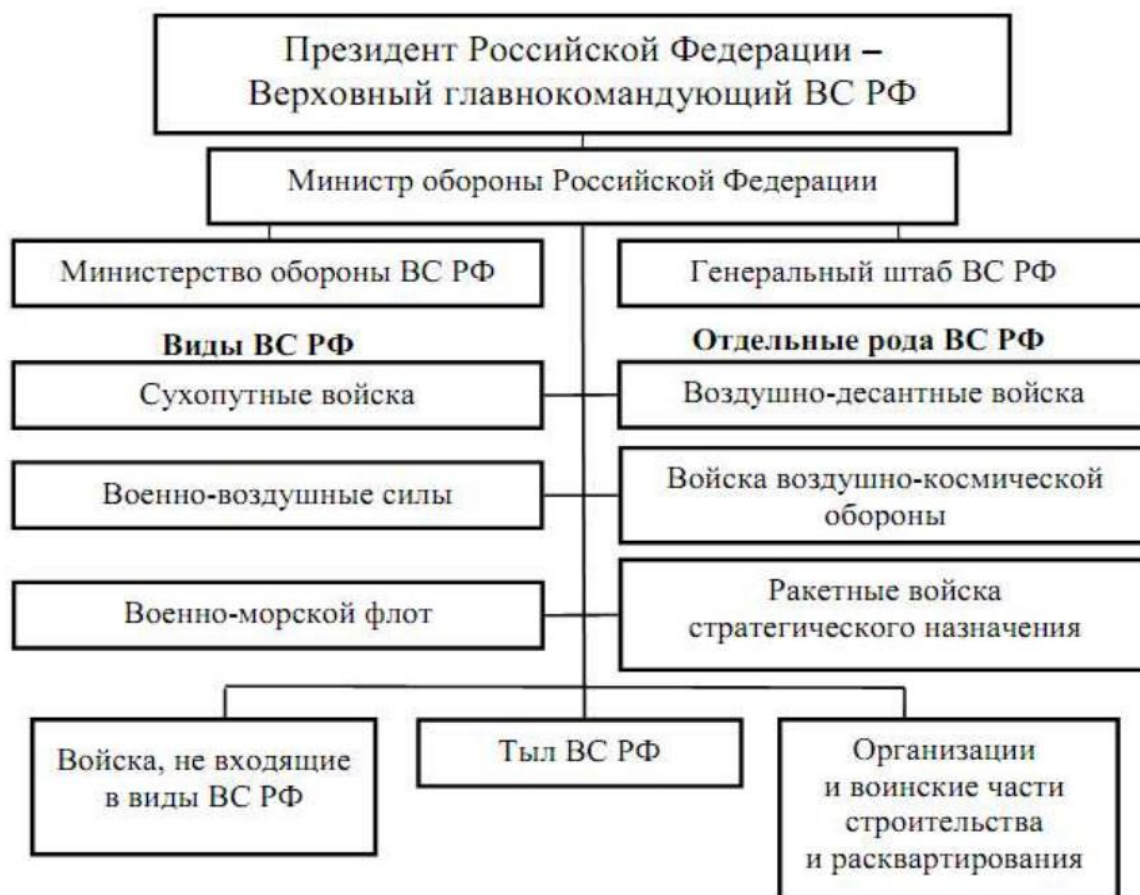 Президент Российской Федерации –
Верховный главнокомандующий ВС РФ
Министр обороны Российской Федерации
Министерство обороны ВС РФ
Генеральный штаб ВС РФ
Виды ВС РФ
Отдельные рода ВС РФ
Сухопутные войска
Воздушно-десантные войска
Военно-воздушные силы
Войска воздушно-космической
обороны
Военно-морской флот
Ракетные войска
стратегического назначения
Войска, не входящие
в виды ВС РФ
Тыл ВС РФ
Организации
и воинские части
строительства
и расквартирования